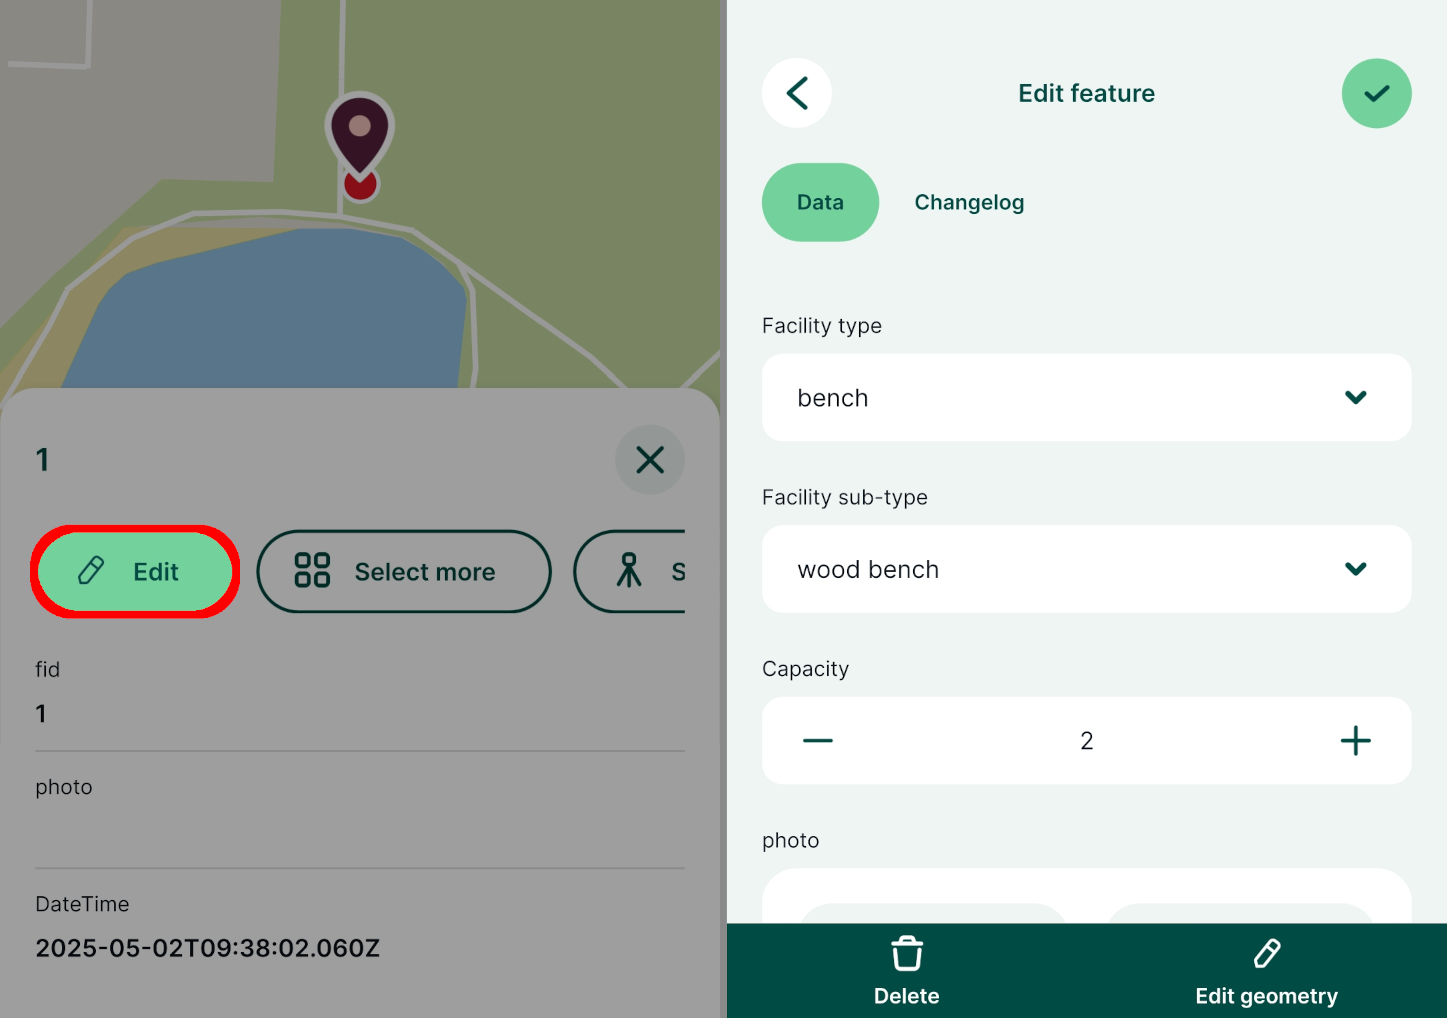 1
Edit
Select more
S
fid
1
photo
DateTime
2025-05-02T09:38:02.060Z
Edit feature
Data
Changelog
Facility type
bench
Facility sub-type
wood bench
Capacity
2
photo
Delete
Edit geometry